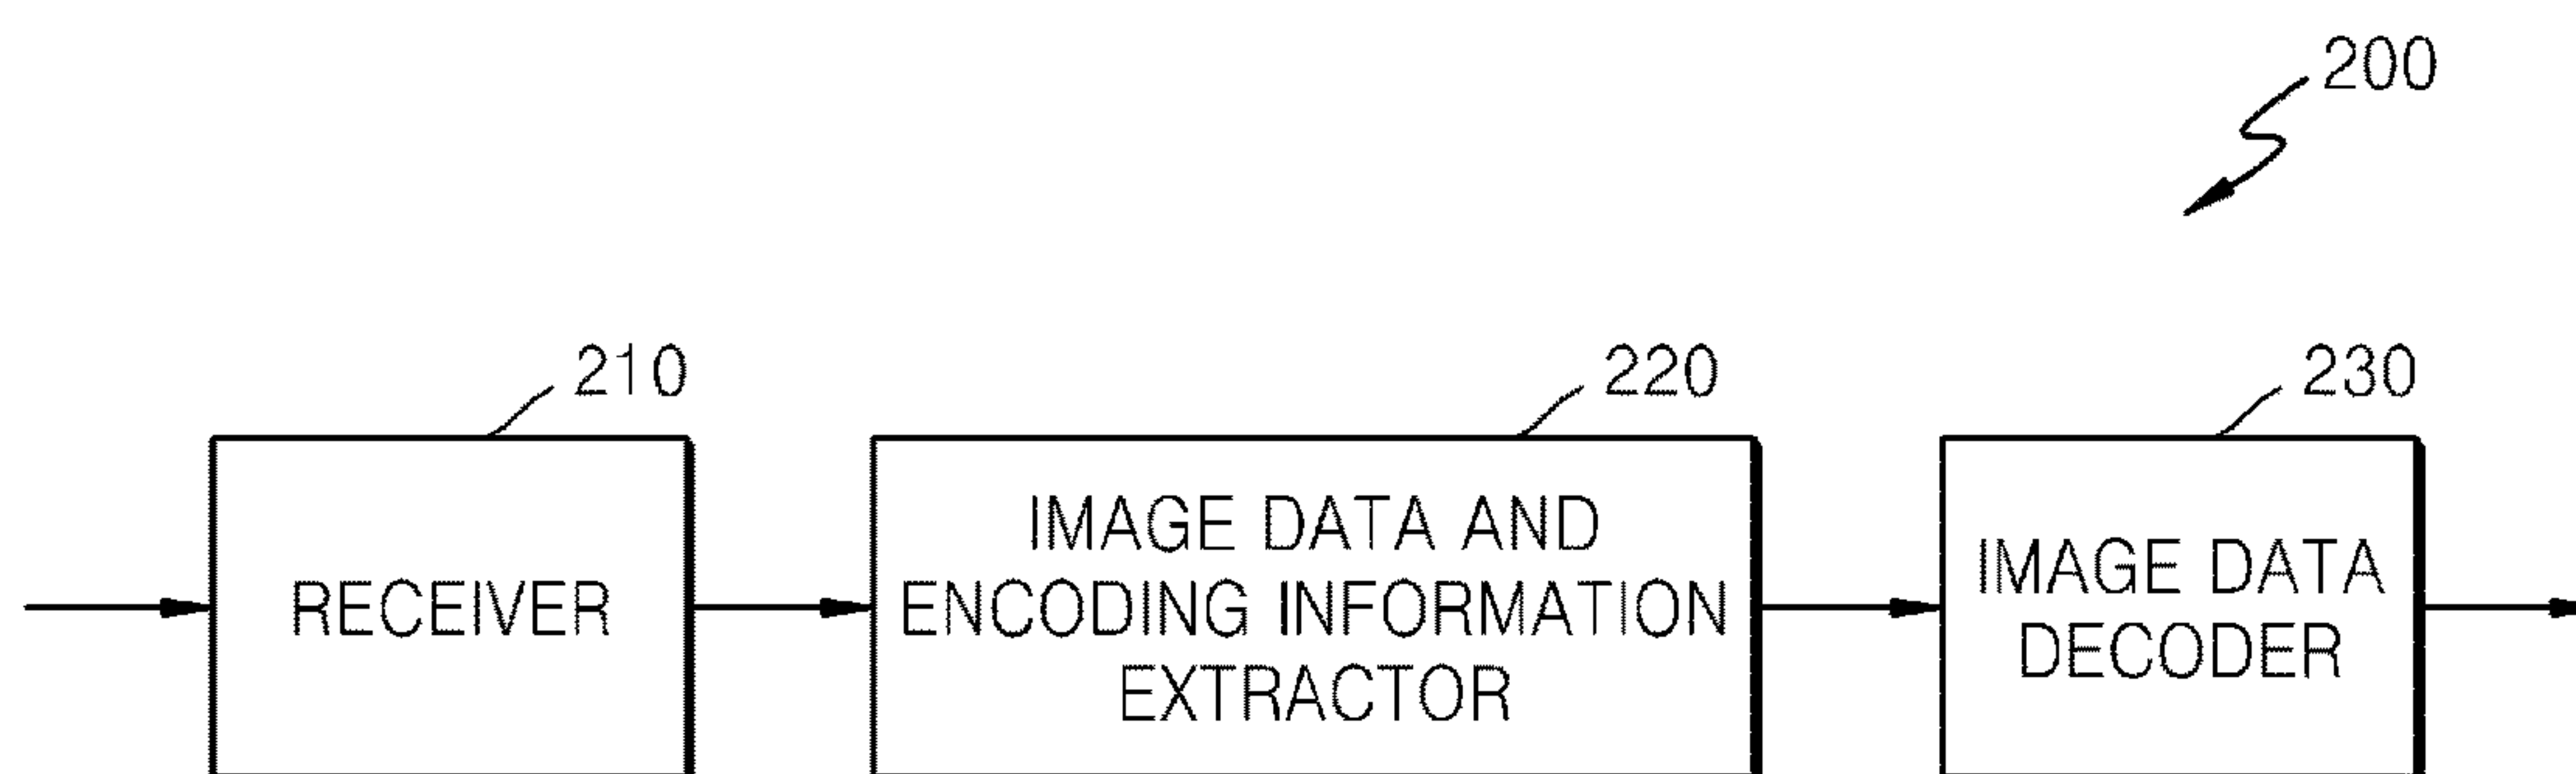 200
210
220
230
RECEIVER
IMAGE DATA AND
ENCODING INFORMATION
EXTRACTOR
IMAGE DATA
DECODER